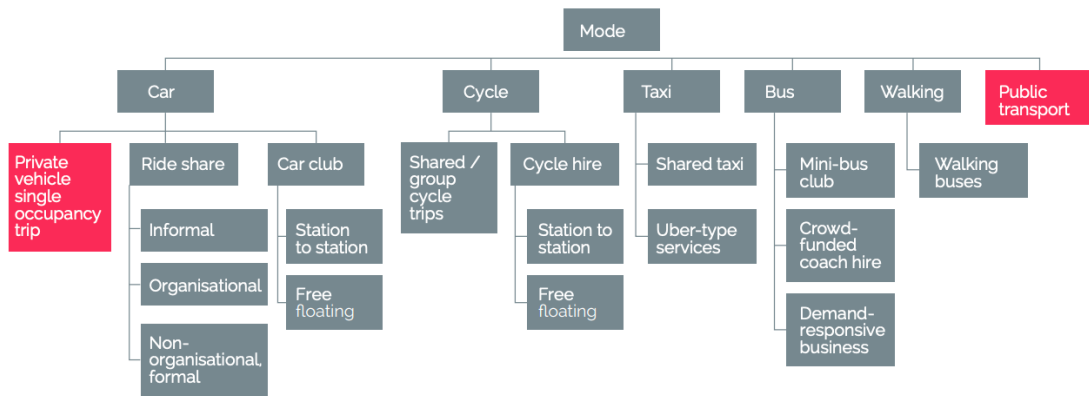 Mode
Car
Cycle
Taxi
Bus
Walking
Public
transport
Private
vehicle
single
occupancy
trip
Ride share
Car club
Shared /
group
cycle
trips
Cycle hire
Shared taxi
Mini-bus
club
Walking
buses
Informal
Station
to station
Station to
station
Uber-type
services
Crowd-
funded
coach hire
Organisational
Free
floating
Free
floating
Demand-
responsive
business
Non-
organisational,
formal